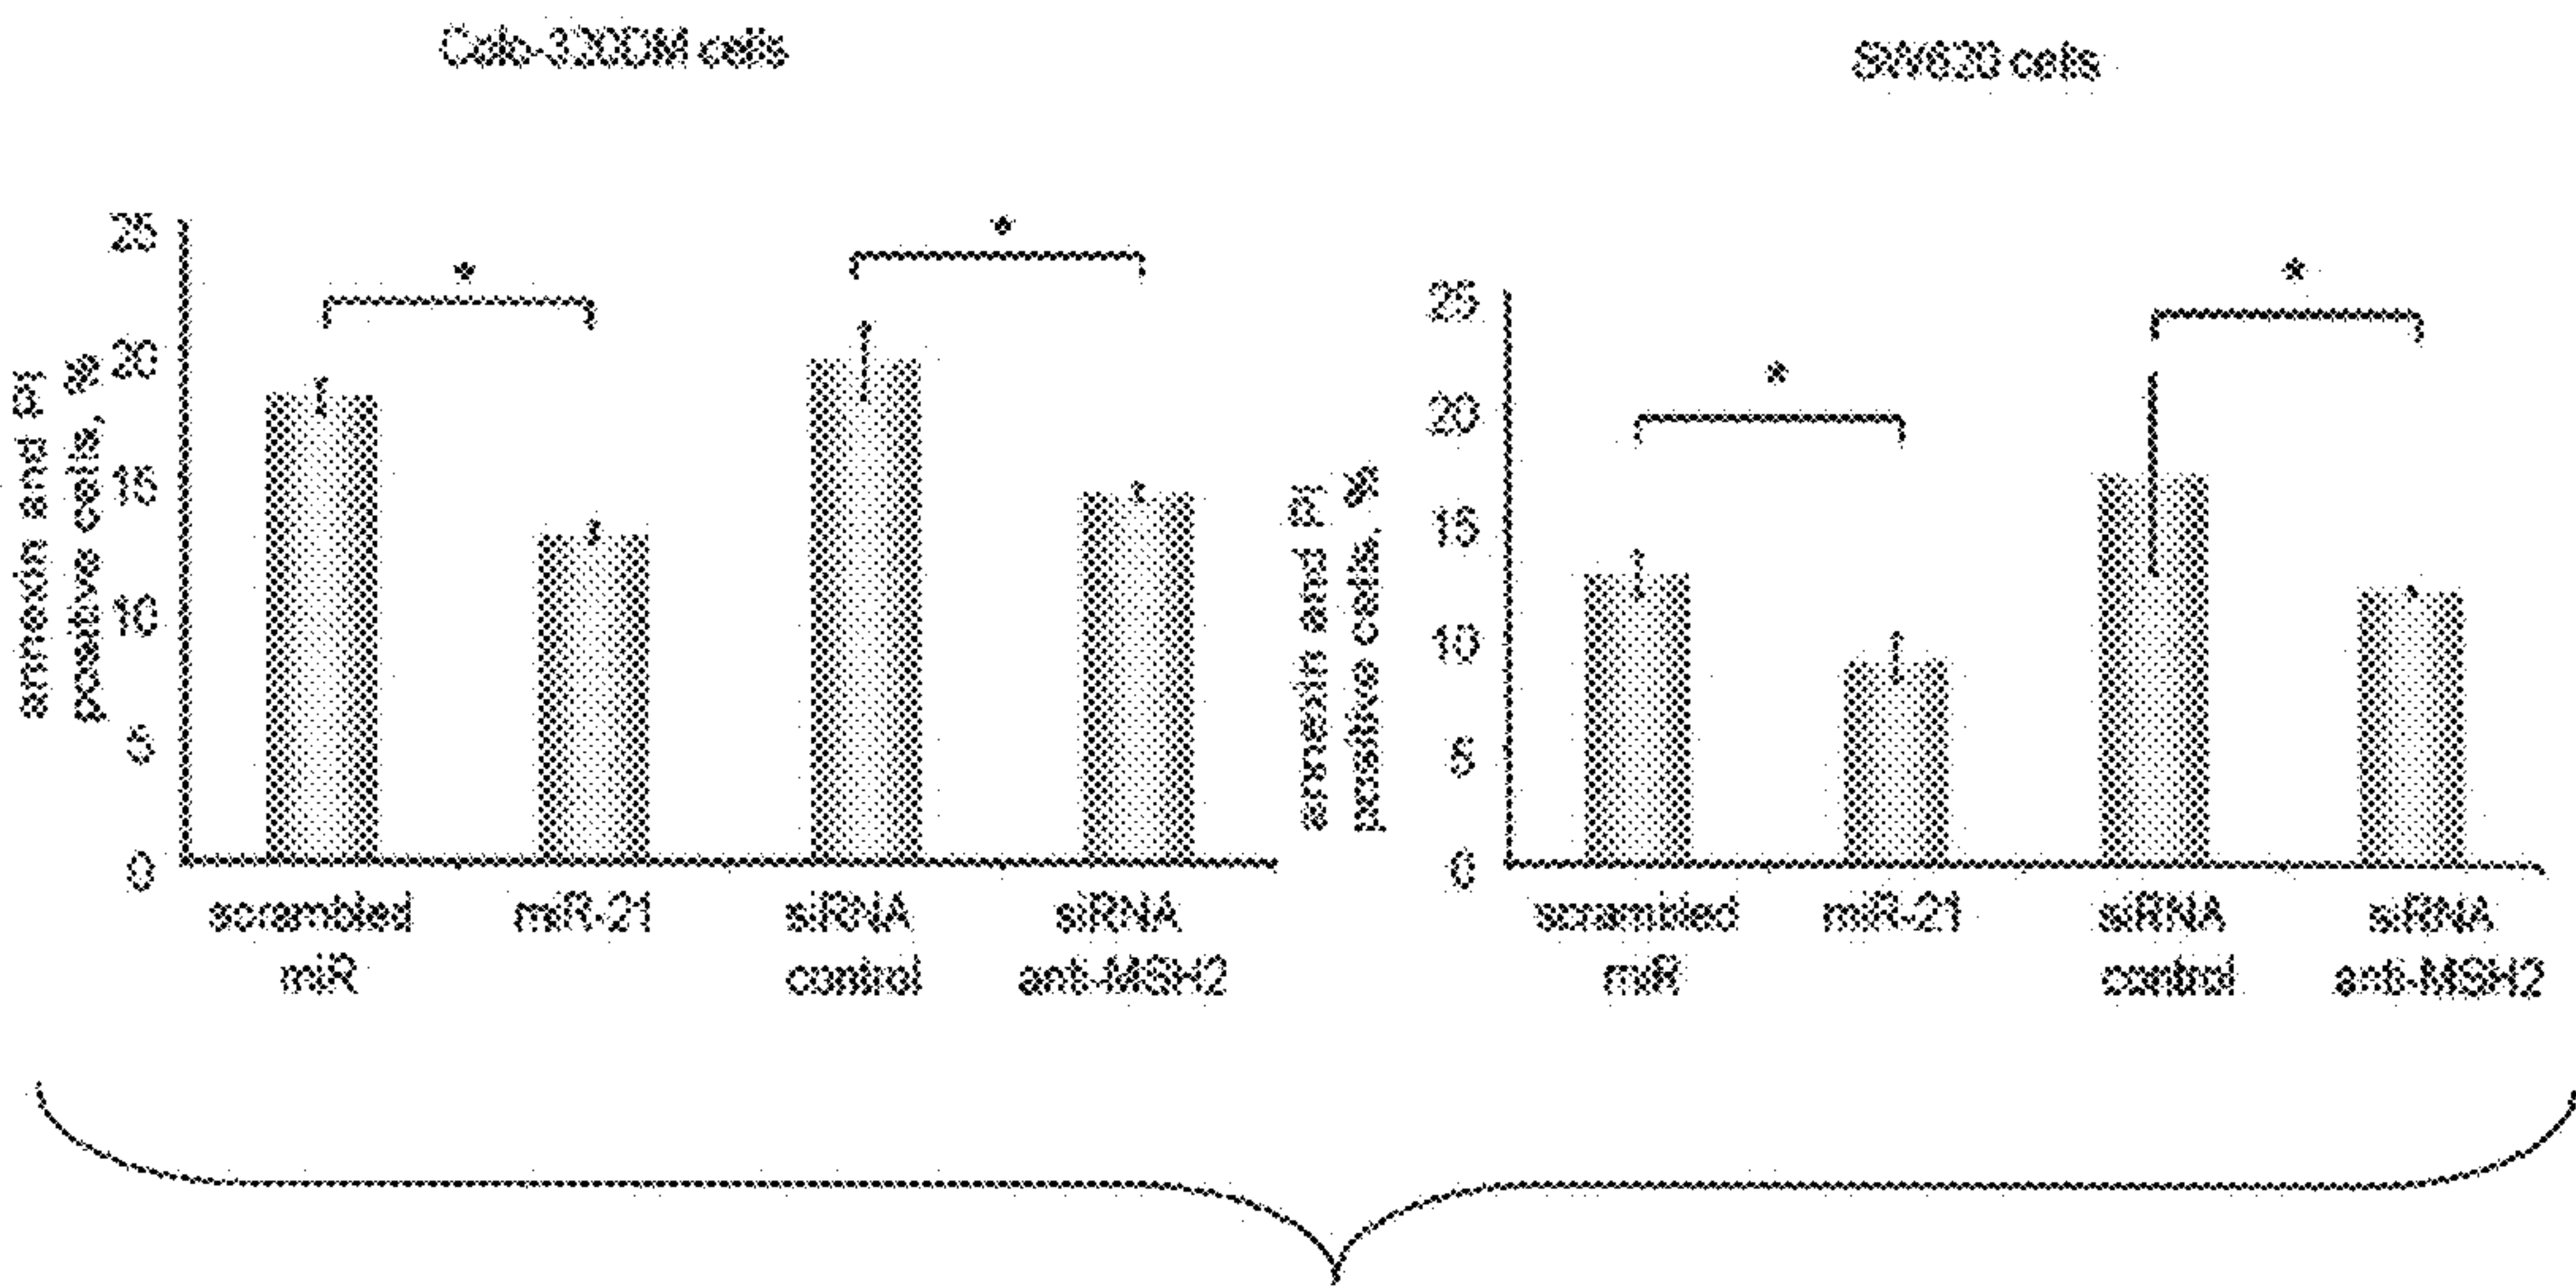 Colo-320DM cells
SW620 cells
annexin and PI
positive cells, %
25
20
15
10
5
0
*
*
scrambled
miR
miR-21
siRNA
control
siRNA
anti-MSH2
annexin and PI
positive cells, %
25
20
15
10
5
0
*
*
scrambled
miR
miR-21
siRNA
control
siRNA
anti-MSH2